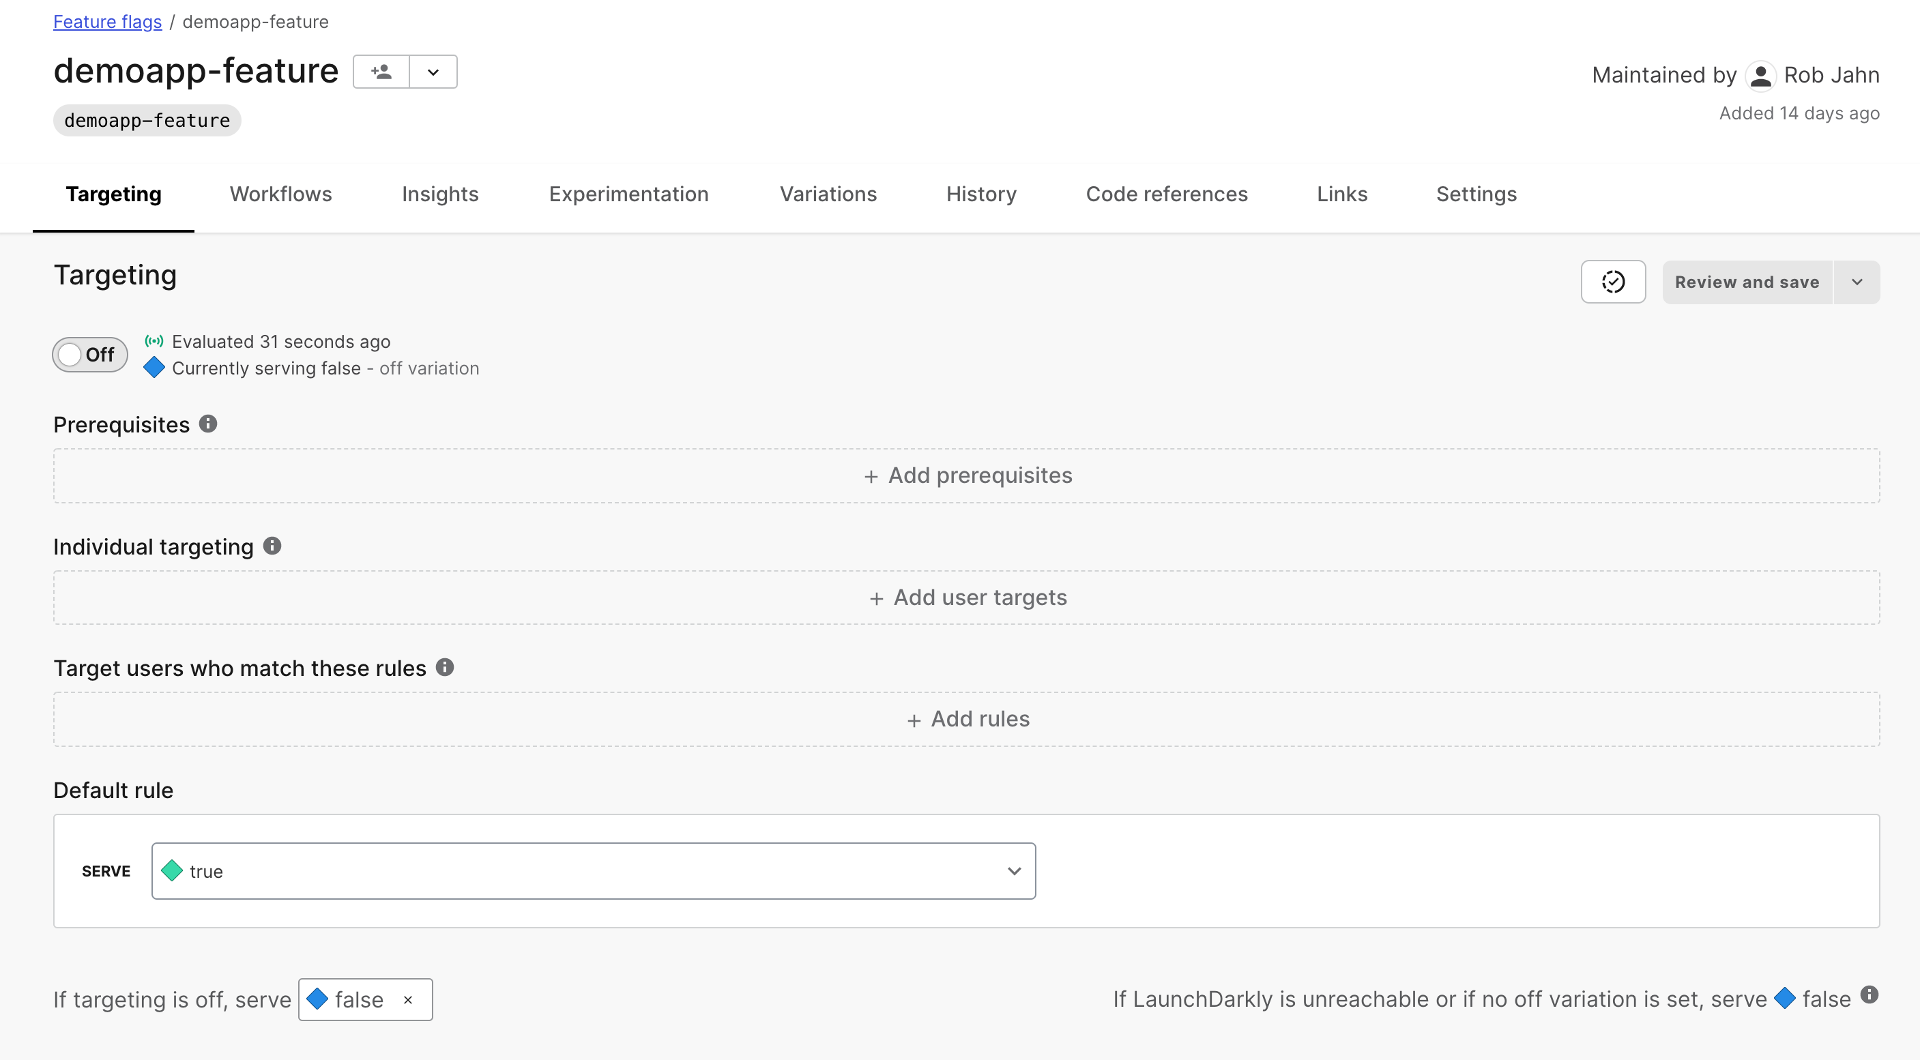 Feature flags / demoapp-feature
demoapp-feature
Maintained by Rob Jahn
Added 14 days ago
demoapp-feature
Targeting Workflows Insights Experimentation Variations History Code references Links Settings
Targeting
Review and save
Off
Evaluated 31 seconds ago
Currently serving false - off variation
Prerequisites
+ Add prerequisites
Individual targeting
+ Add user targets
Target users who match these rules
+ Add rules
Default rule
SERVE true
If targeting is off, serve false ×
If LaunchDarkly is unreachable or if no off variation is set, serve false